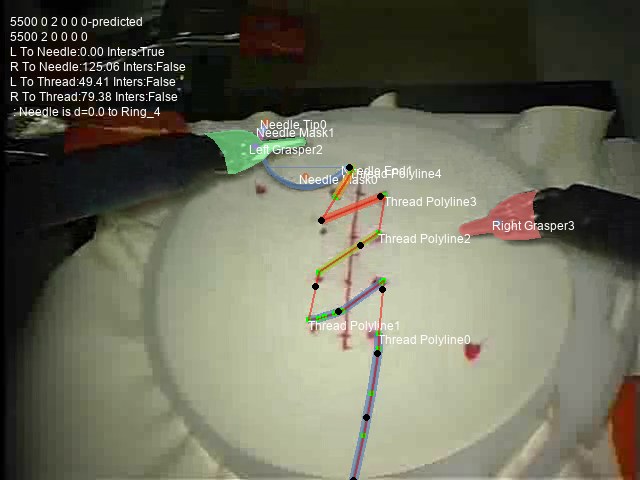 5500 0 2 0 0 0-predicted
5500 2 0 0 0 0
L To Needle:0.00 Inters:True
R To Needle:125.06 Inters:False
L To Thread:49.41 Inters:False
R To Thread:79.38 Inters:False
: Needle is d=0.0 to Ring_4
Needle Tip0
Needle Mask1
Left Grasper2
Needle End1
Thread Polyline4
Needle Mask0
Thread Polyline3
Right Grasper3
Thread Polyline2
Thread Polyline1
Thread Polyline0